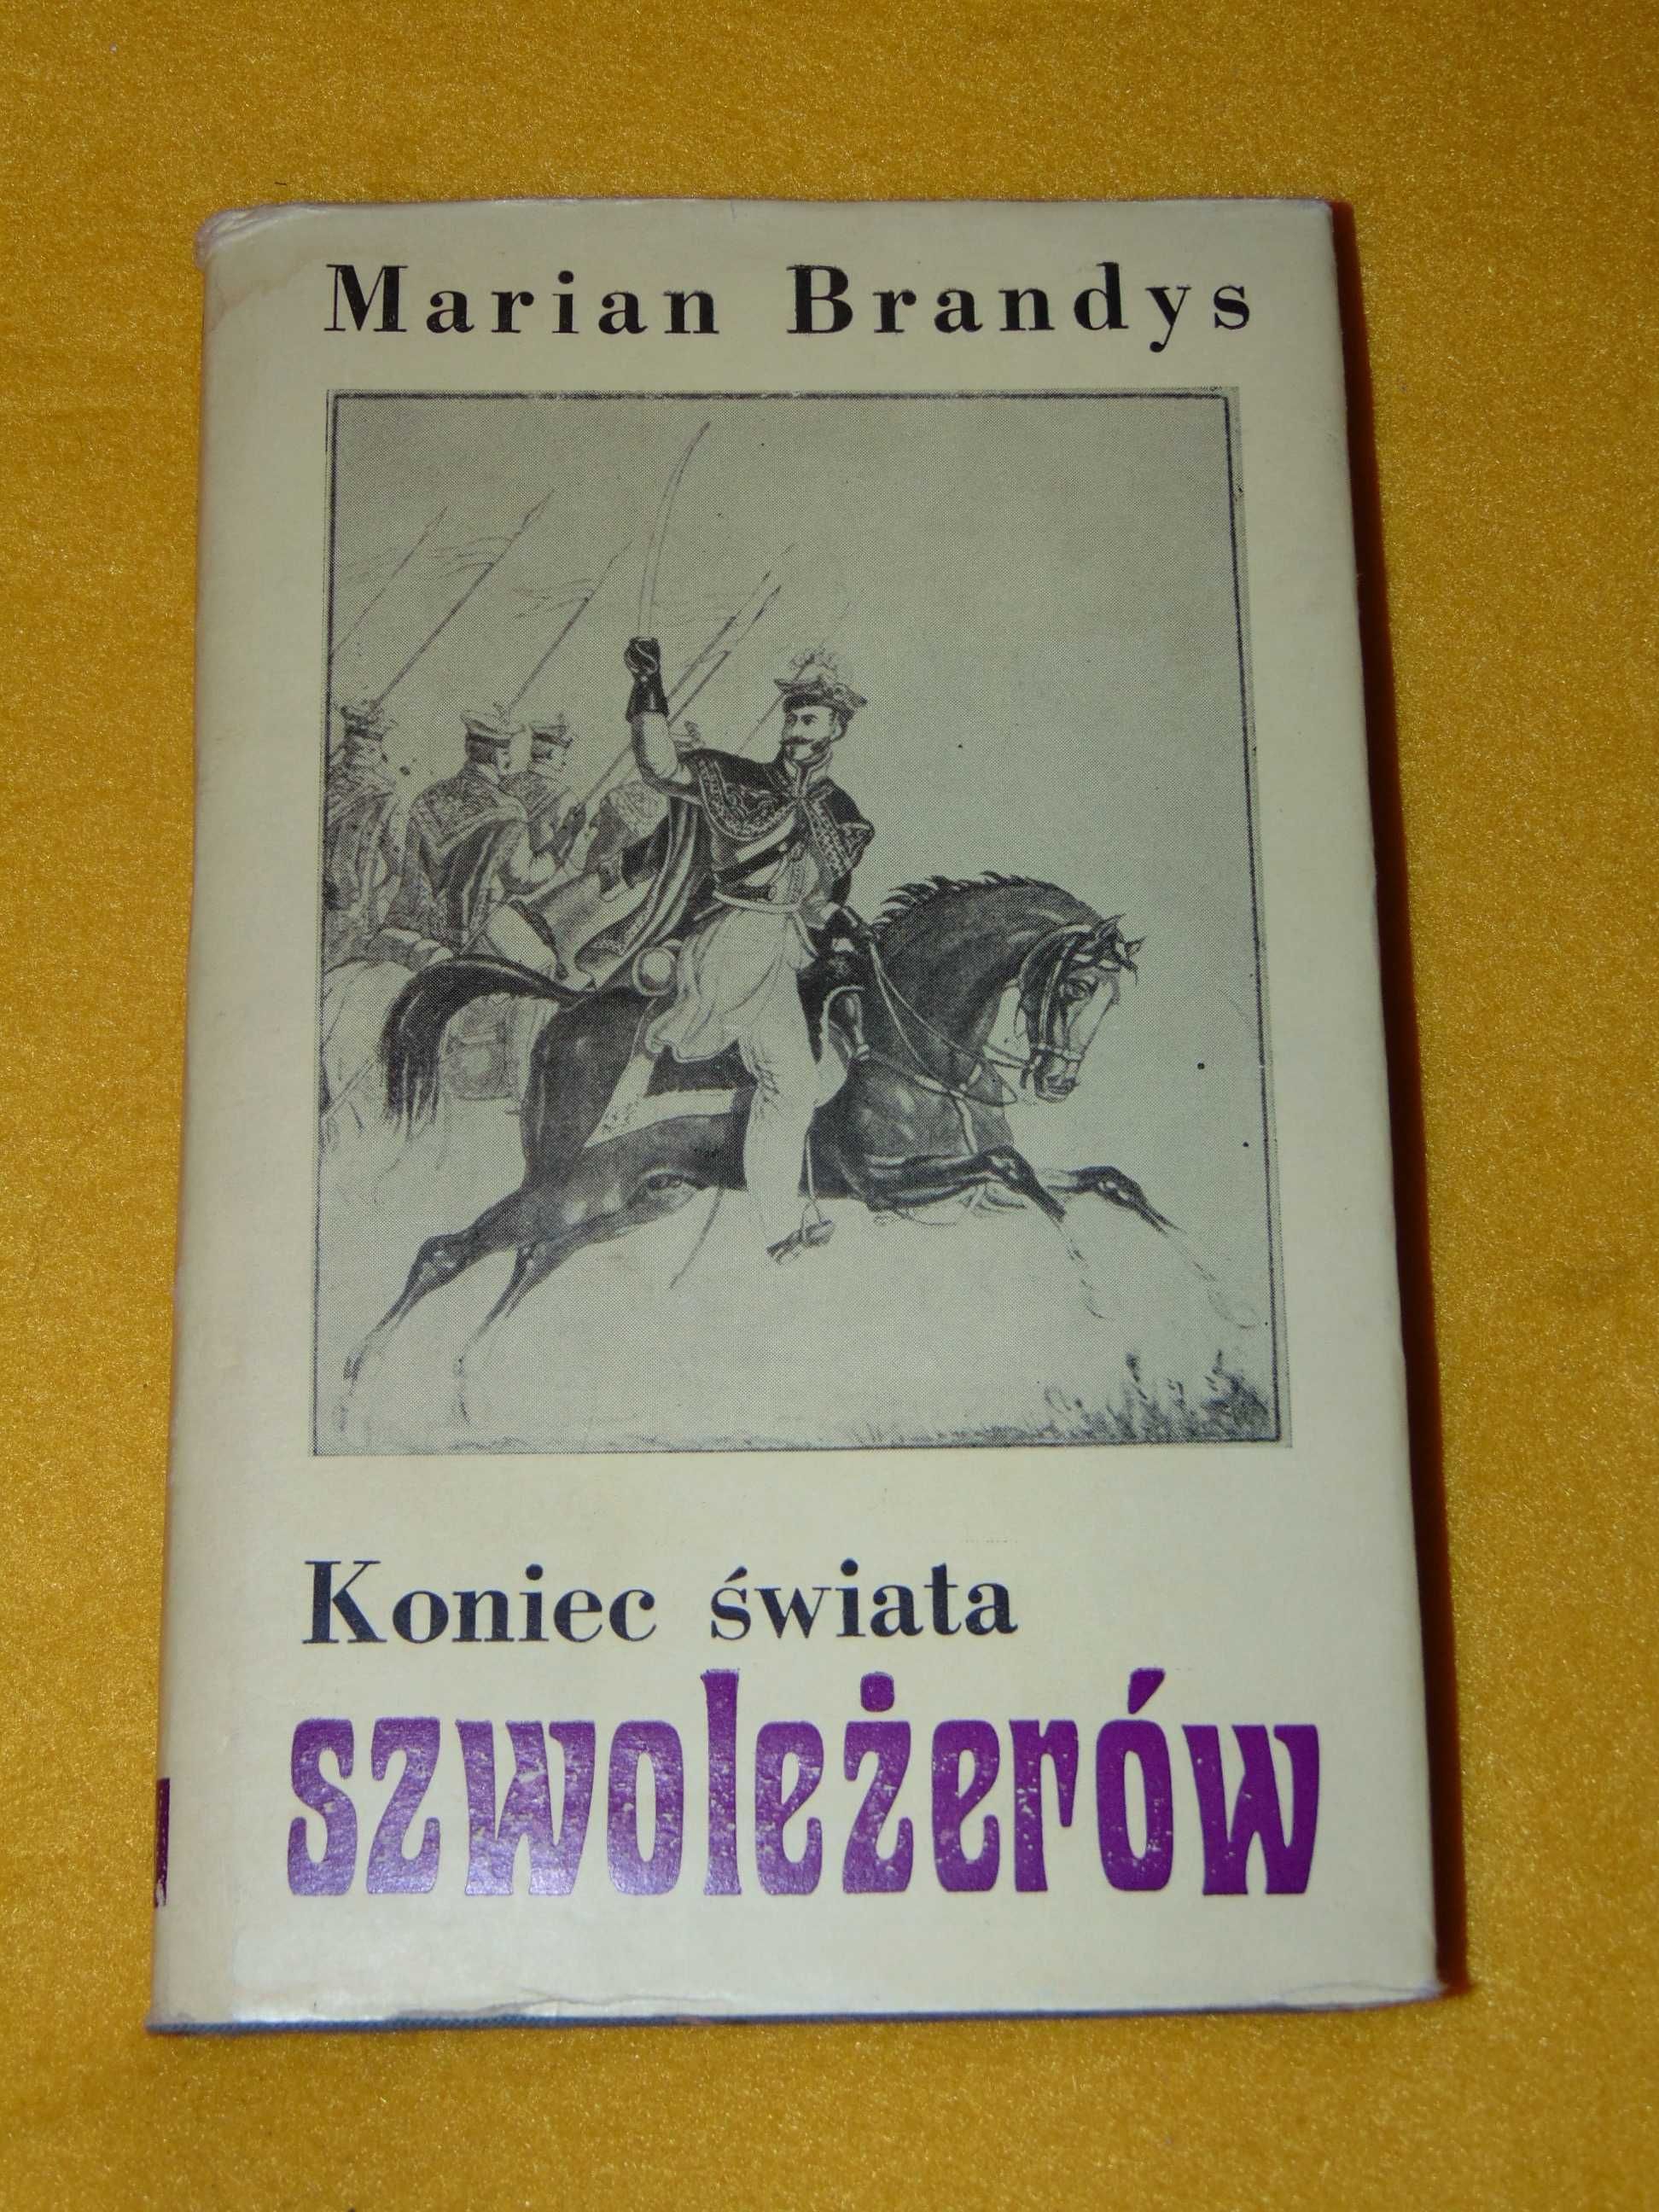 Marian Brandys
Koniec świata
szwoleżerów